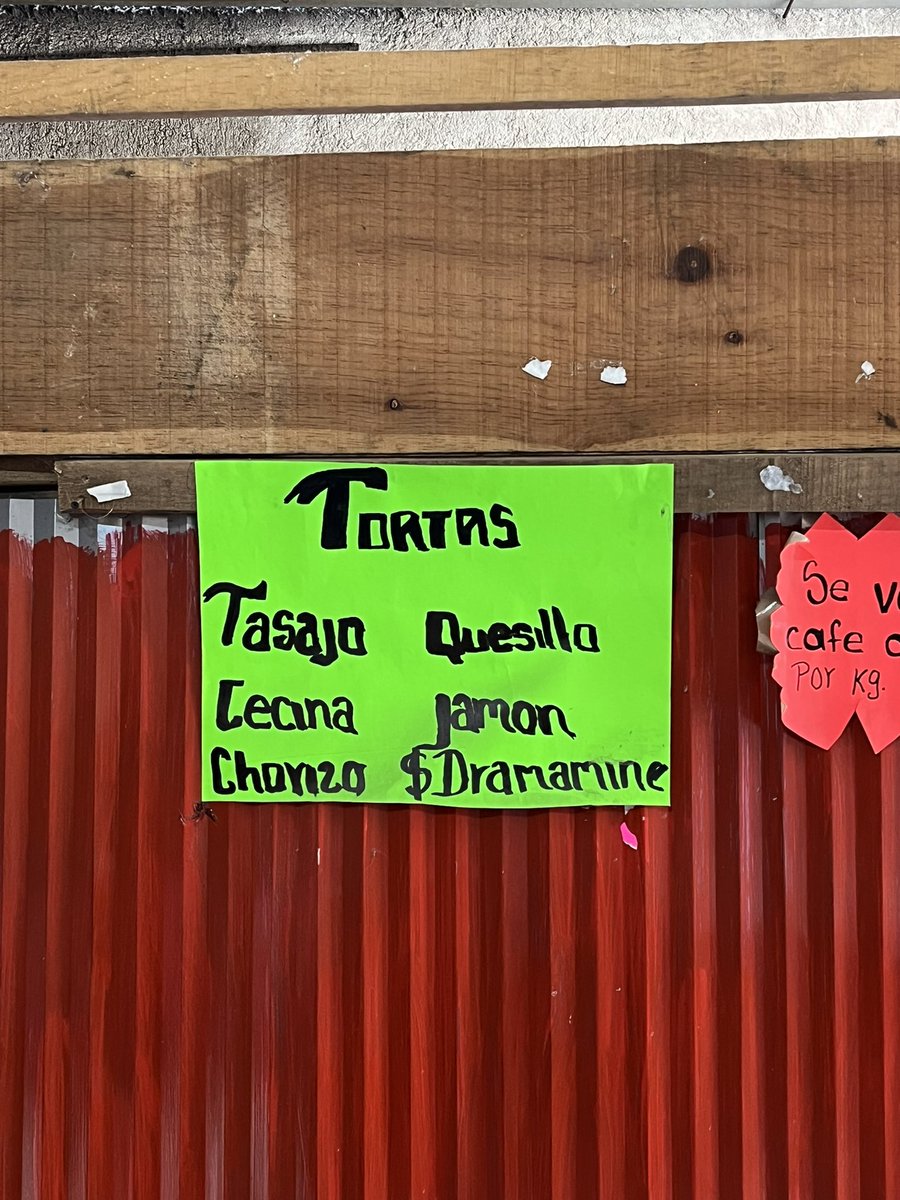 Tortas
Tasajo Quesillo
Cecina jamon
Chorizo $Dramamine
Se
cafe
Por Kg.